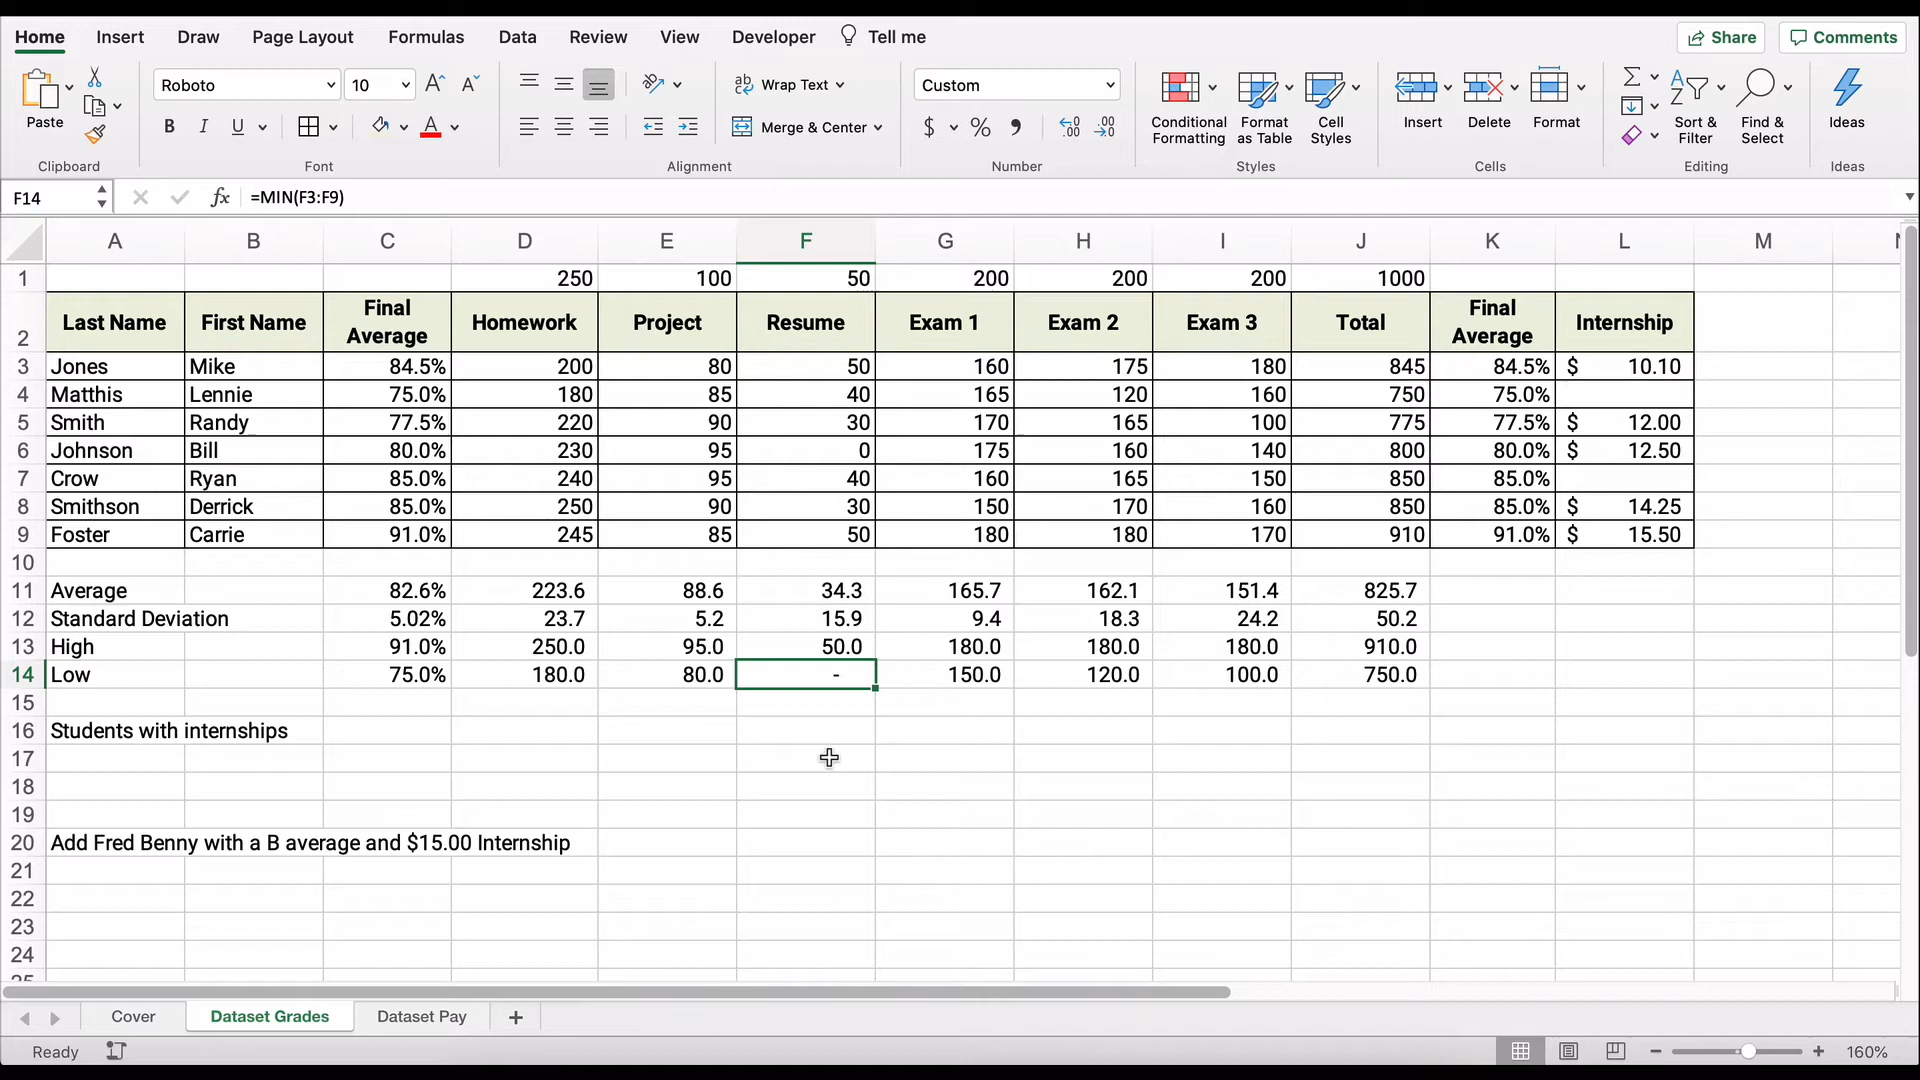 Home Insert Draw Page Layout Formulas Data Review View Developer Tell me Share Comments
Paste Roboto 10 Wrap Text Custom Conditional Formatting Format as Table Cell Styles Insert Delete Format Sort & Filter Find & Select Ideas
B I U Merge & Center $ % 
Clipboard Font Alignment Number Styles Cells Editing Ideas
F14 fx =MIN(F3:F9)
A B C D E F G H I J K L M
1 250 100 50 200 200 200 1000
2 Last Name First Name Final Average Homework Project Resume Exam 1 Exam 2 Exam 3 Total Final Average Internship
3 Jones Mike 84.5% 200 80 50 160 175 180 845 84.5% $ 10.10
4 Matthis Lennie 75.0% 180 85 40 165 120 160 750 75.0%
5 Smith Randy 77.5% 220 90 30 170 165 100 775 77.5% $ 12.00
6 Johnson Bill 80.0% 230 95 0 175 160 140 800 80.0% $ 12.50
7 Crow Ryan 85.0% 240 95 40 160 165 150 850 85.0%
8 Smithson Derrick 85.0% 250 90 30 150 170 160 850 85.0% $ 14.25
9 Foster Carrie 91.0% 245 85 50 180 180 170 910 91.0% $ 15.50
10
11 Average 82.6% 223.6 88.6 34.3 165.7 162.1 151.4 825.7
12 Standard Deviation 5.02% 23.7 5.2 15.9 9.4 18.3 24.2 50.2
13 High 91.0% 250.0 95.0 50.0 180.0 180.0 180.0 910.0
14 Low 75.0% 180.0 80.0 - 150.0 120.0 100.0 750.0
15
16 Students with internships
17
18
19
20 Add Fred Benny with a B average and $15.00 Internship
21
22
23
24
Cover Dataset Grades Dataset Pay
Ready 160%